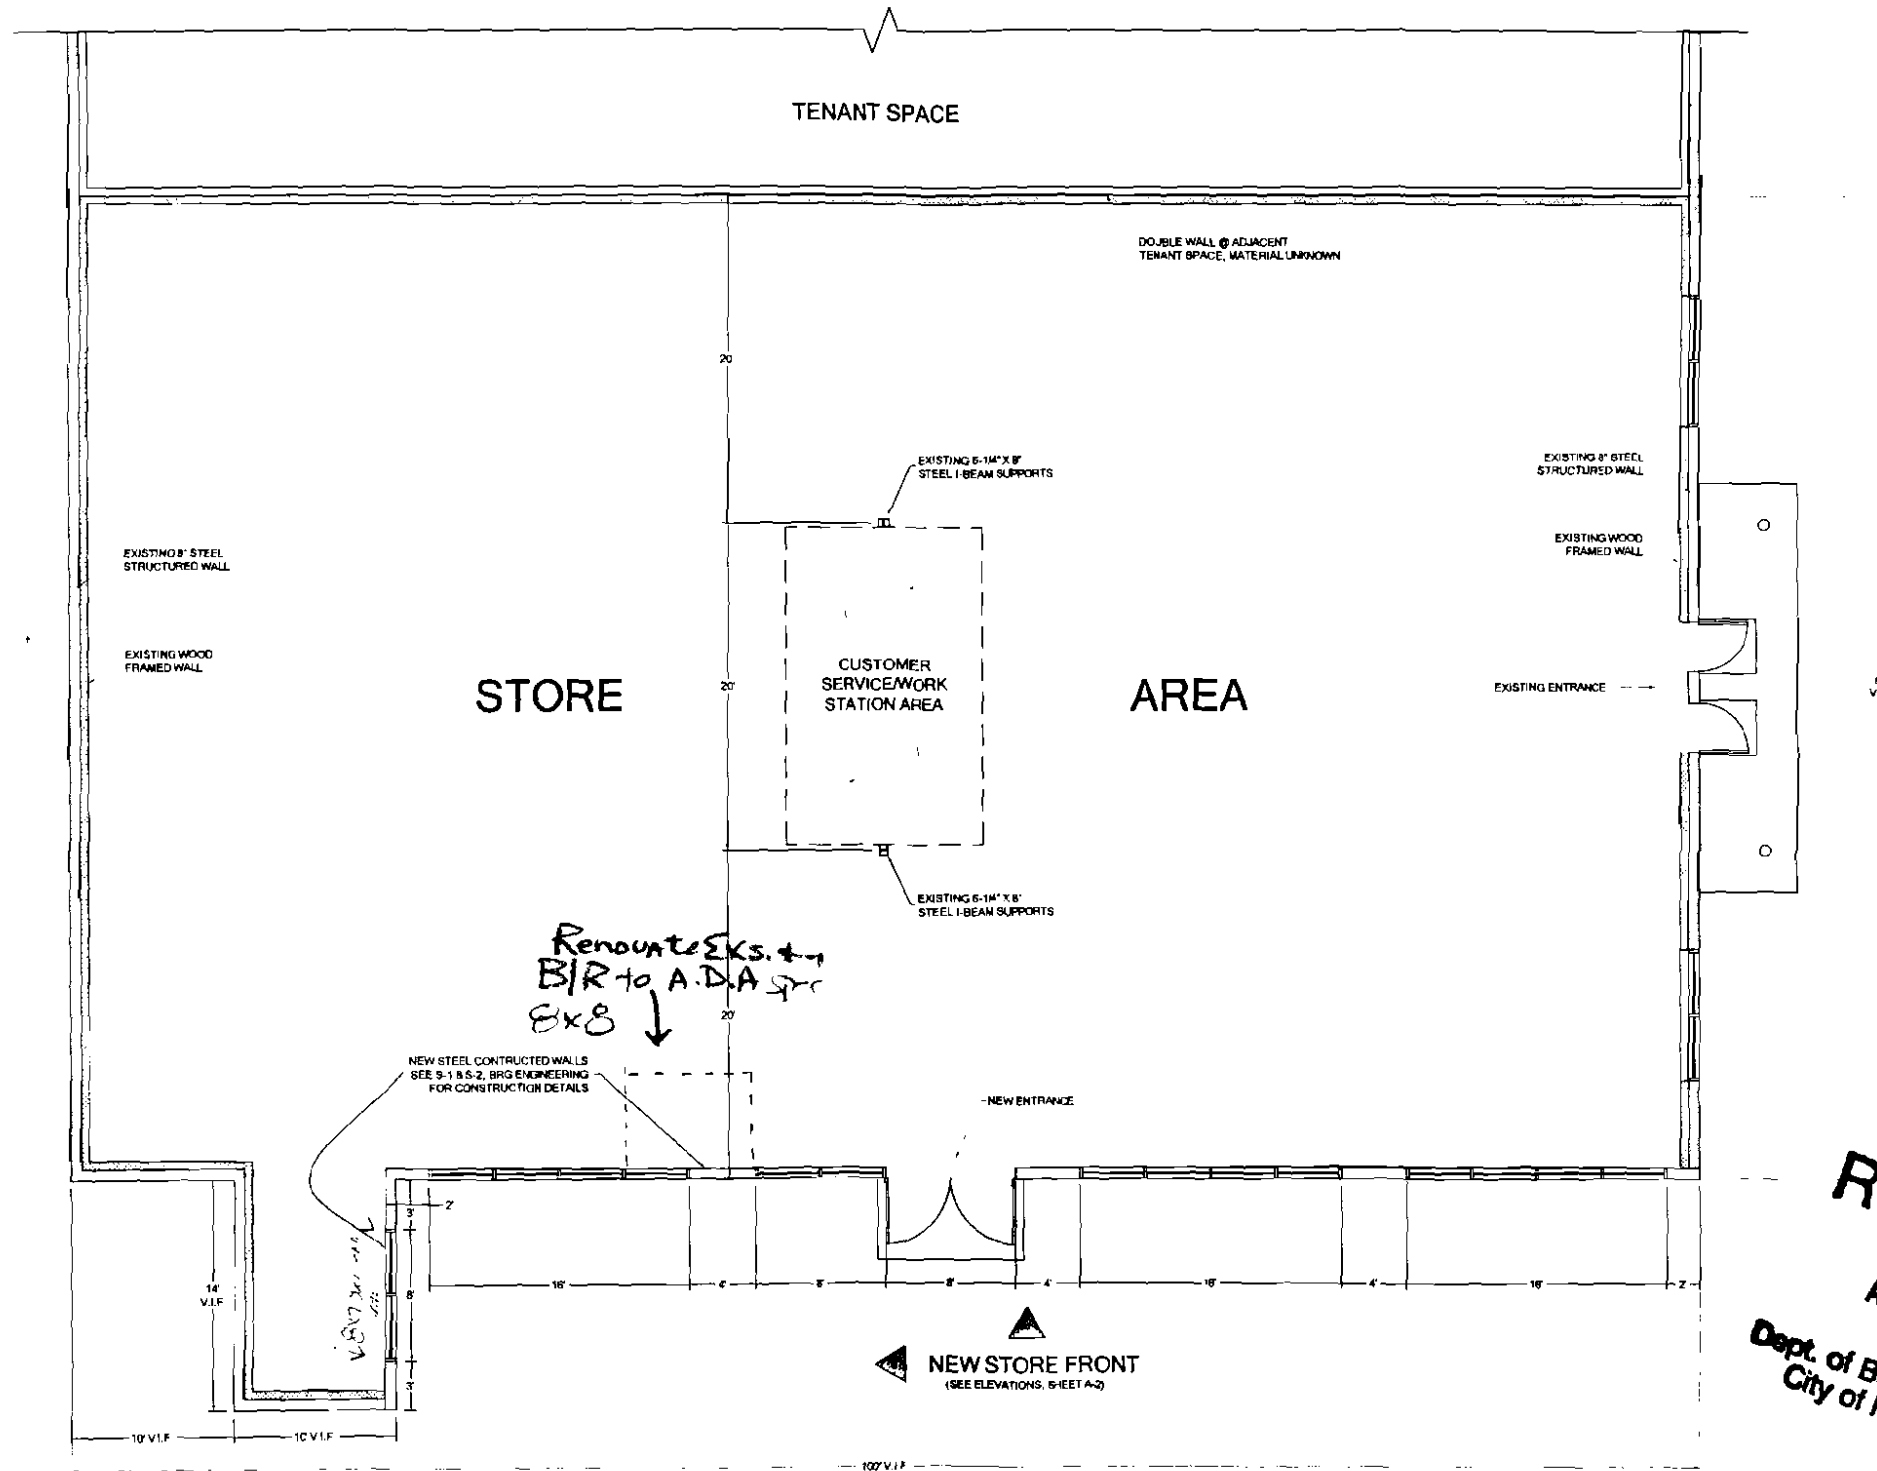 TENANT SPACE
DOUBLE WALL @ ADJACENT
TENANT SPACE, MATERIAL UNKNOWN
20'
EXISTING 6-1/4" X 8"
STEEL I-BEAM SUPPORTS
EXISTING 8" STEEL
STRUCTURED WALL
EXISTING WOOD
FRAMED WALL
EXISTING 8" STEEL
STRUCTURED WALL
EXISTING WOOD
FRAMED WALL
STORE
20'
CUSTOMER
SERVICE/WORK
STATION AREA
AREA
EXISTING ENTRANCE
EXISTING 6-1/4" X 8"
STEEL I-BEAM SUPPORTS
Renovate
B/R to A.D.A
8x8
20'
NEW STEEL CONTRUCTED WALLS
SEE S-1 & S-2, BRG ENGINEERING
FOR CONSTRUCTION DETAILS
NEW ENTRANCE
3'
2'
14'
V.I.F
8'
3'
16'
4'
8'
8'
4'
16'
4'
16'
2'
NEW STORE FRONT
(SEE ELEVATIONS, SHEET A-2)
10' V.I.F
10' V.I.F
100' V.I.F
R
A
Dept. of B
City of